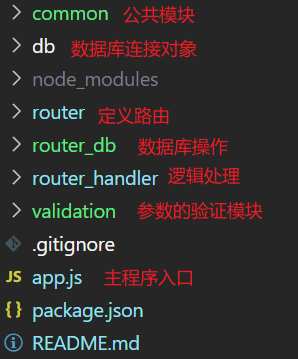 common 公共模块
db 数据库连接对象
node_modules
router 定义路由
router_db 数据库操作
router_handler 逻辑处理
validation 参数的验证模块
.gitignore
JS app.js 主程序入口
{} package.json
README.md